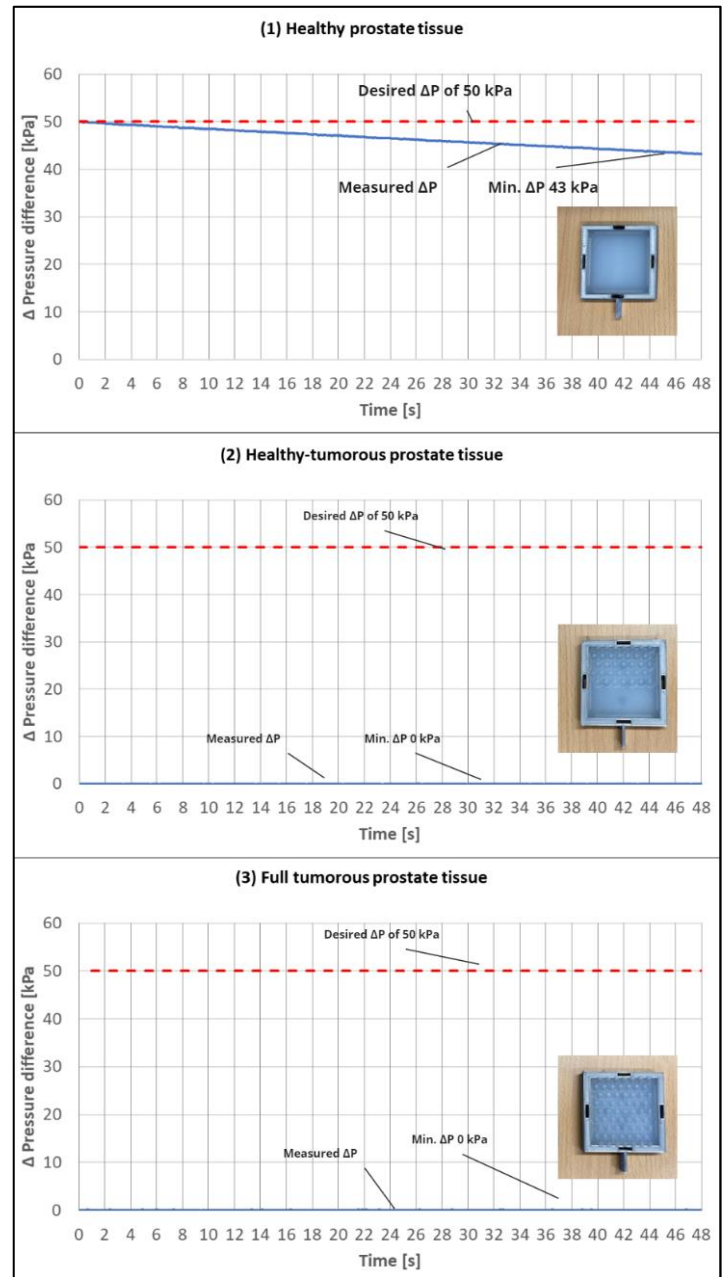 (1) Healthy prostate tissue
Δ Pressure difference [kPa]
60
50
40
30
20
10
0
Desired ΔP of 50 kPa
Measured ΔP
Min. ΔP 43 kPa
0 2 4 6 8 10 12 14 16 18 20 22 24 26 28 30 32 34 36 38 40 42 44 46 48
Time [s]
(2) Healthy-tumorous prostate tissue
Δ Pressure difference [kPa
60
50
40
30
20
10
0
Desired ΔP of 50 kPa
Measured ΔP
Min. ΔP 0 kPa
0 2 4 6 8 10 12 14 16 18 20 22 24 26 28 30 32 34 36 38 40 42 44 46 48
Time [s]
(3) Full tumorous prostate tissue
Δ Pressure difference [kPa
60
50
40
30
20
10
0
Desired ΔP of 50 kPa
Measured ΔP
Min. ΔP 0 kPa
0 2 4 6 8 10 12 14 16 18 20 22 24 26 28 30 32 34 36 38 40 42 44 46 48
Time [s]